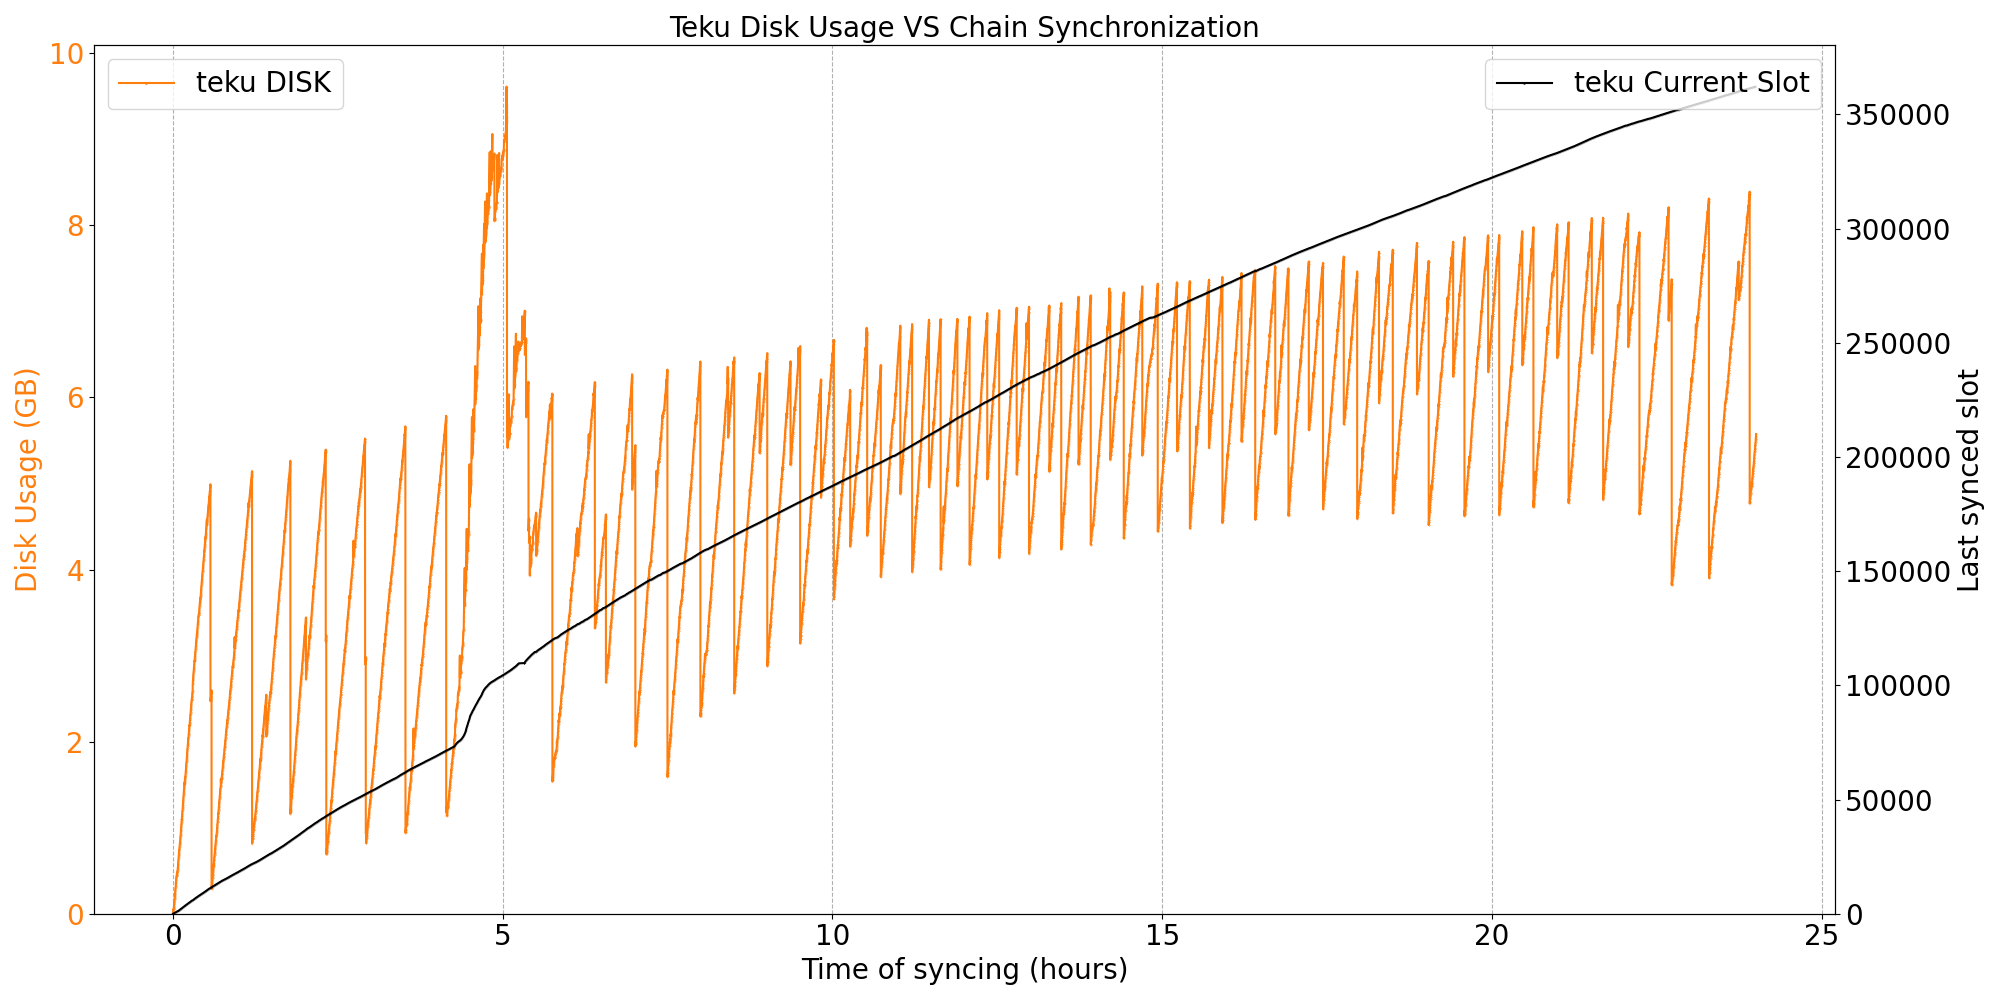 Teku Disk Usage VS Chain Synchronization
teku DISK
teku Current Slot
Disk Usage (GB)
10
8
6
4
2
0
350000
300000
250000
200000
150000
100000
50000
0
Last synced slot
0 5 10 15 20 25
Time of syncing (hours)